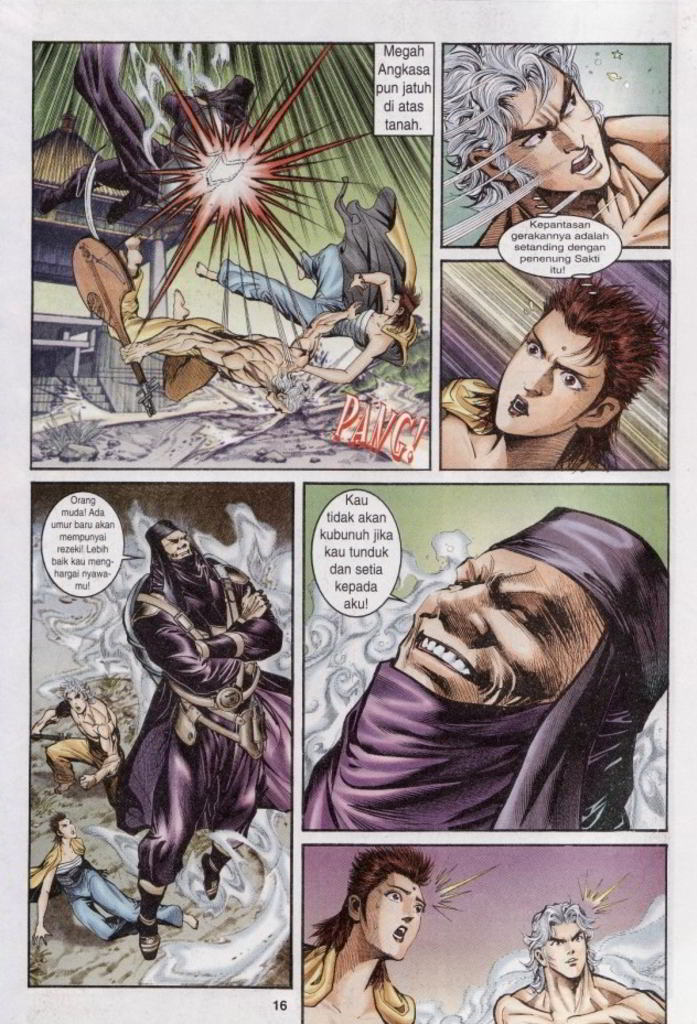 Megah
Angkasa
pun jatuh
di atas
tanah.
Kepantasan
gerakannya adalah
setanding dengan
penenung Sakti
itu!
PANG!
Orang
muda! Ada
umur baru akan
mempunyai
rezeki! Lebih
baik kau meng-
hargai nyawa-
mu!
Kau
tidak akan
kubunuh jika
kau tunduk
dan setia
kepada
aku!
16